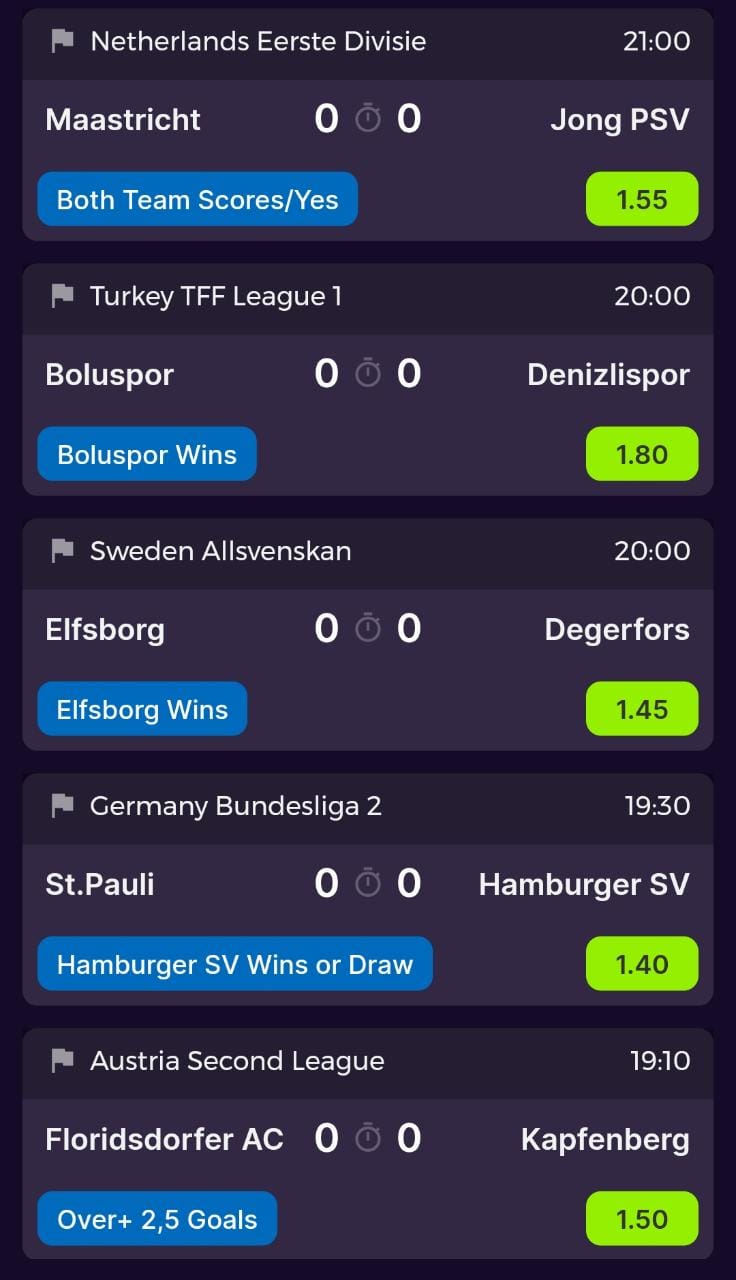 Netherlands Eerste Divisie 21:00
Maastricht 0 0 Jong PSV
Both Team Scores/Yes 1.55
Turkey TFF League 1 20:00
Boluspor 0 0 Denizlispor
Boluspor Wins 1.80
Sweden Allsvenskan 20:00
Elfsborg 0 0 Degerfors
Elfsborg Wins 1.45
Germany Bundesliga 2 19:30
St.Pauli 0 0 Hamburger SV
Hamburger SV Wins or Draw 1.40
Austria Second League 19:10
Floridsdorfer AC 0 0 Kapfenberg
Over+ 2,5 Goals 1.50